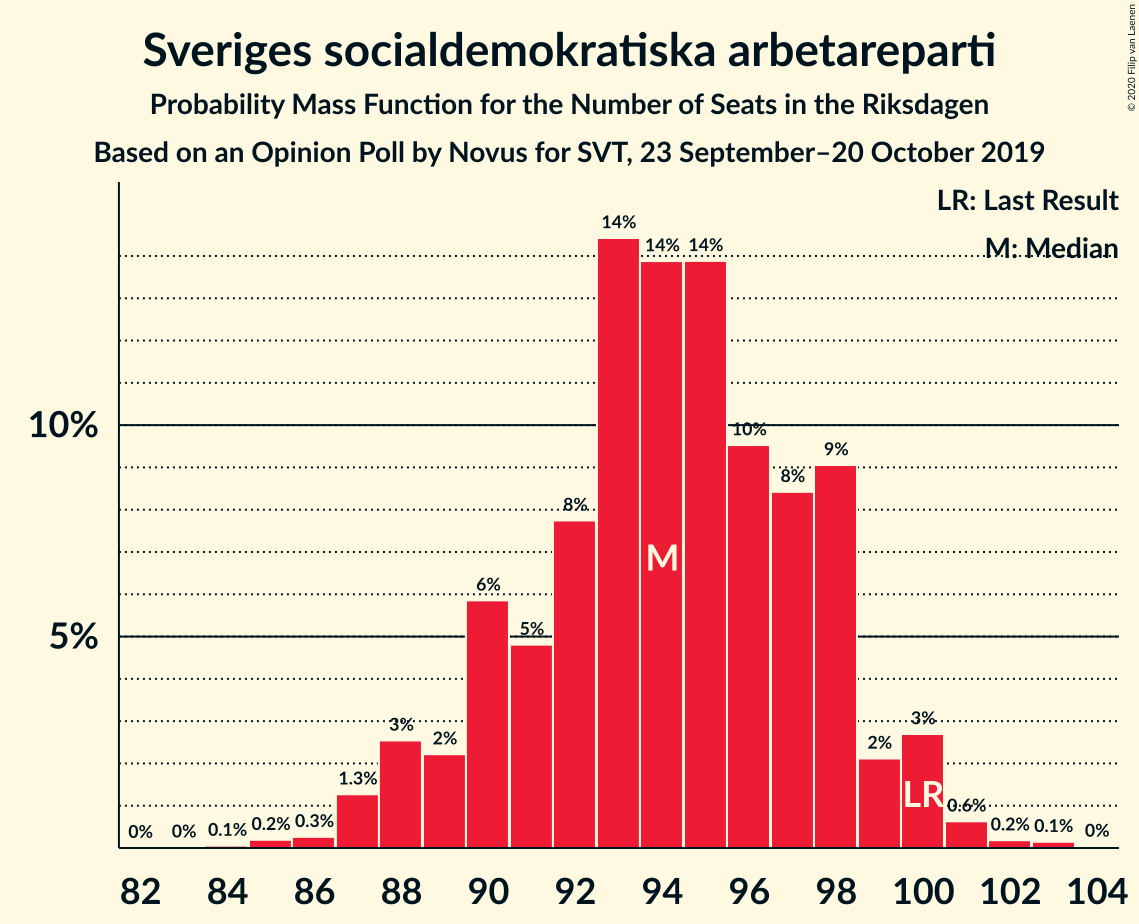 Sveriges socialdemokratiska arbetareparti
Probability Mass Function for the Number of Seats in the Riksdagen
Based on an Opinion Poll by Novus for SVT, 23 September–20 October 2019
© 2020 Filip van Laenen
LR: Last Result
M: Median
10%
5%
0% 0% 0.1% 0.2% 0.3% 1.3% 3% 2% 6% 5% 8% 14% 14% 14% 10% 8% 9% 2% 3% 0.6% 0.2% 0.1% 0%
M
LR
82 84 86 88 90 92 94 96 98 100 102 104